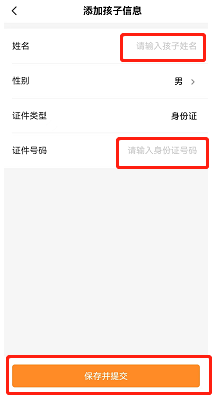 添加孩子信息
姓名 请输入孩子姓名
性别 男
证件类型 身份证
证件号码 请输入身份证号码
保存并提交